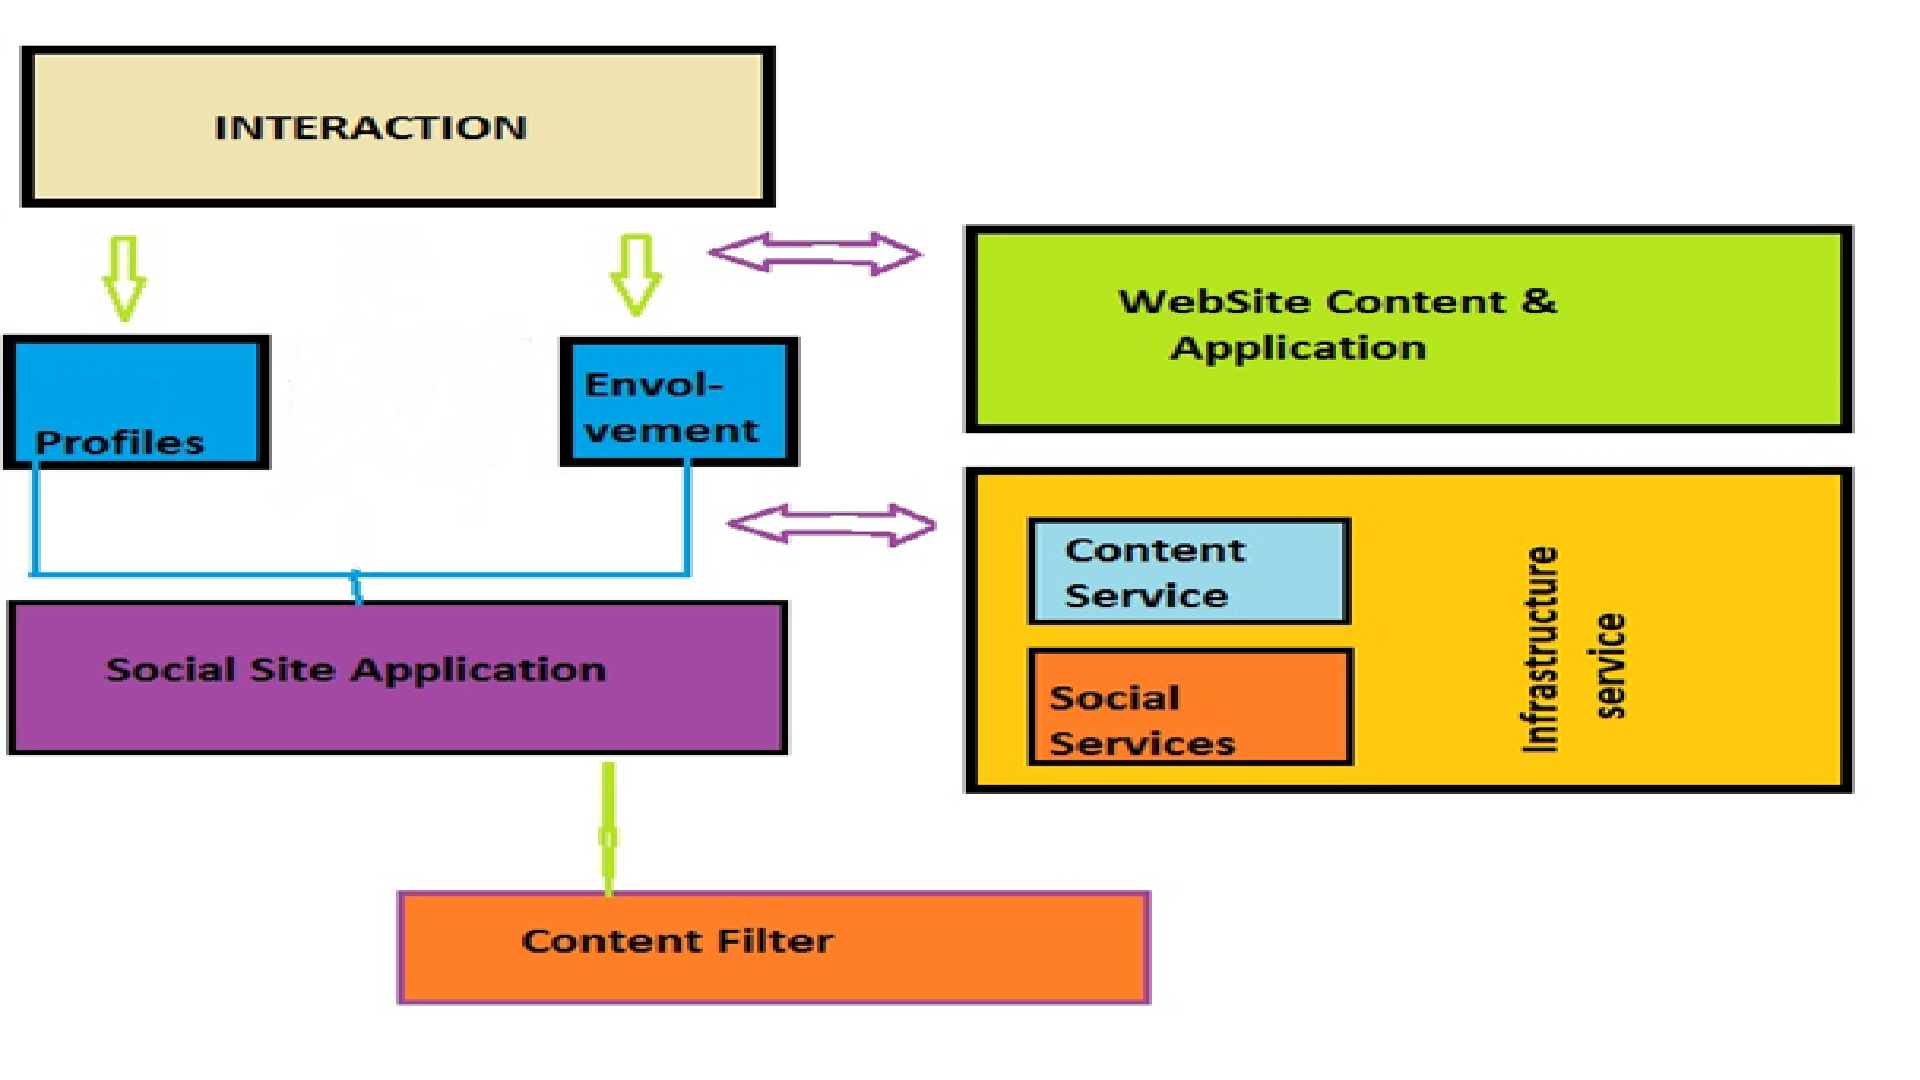 INTERACTION
WebSite Content &
Application
Profiles
Envol-
vement
Content
Service
Social
Services
Infrastructure
service
Social Site Application
Content Filter